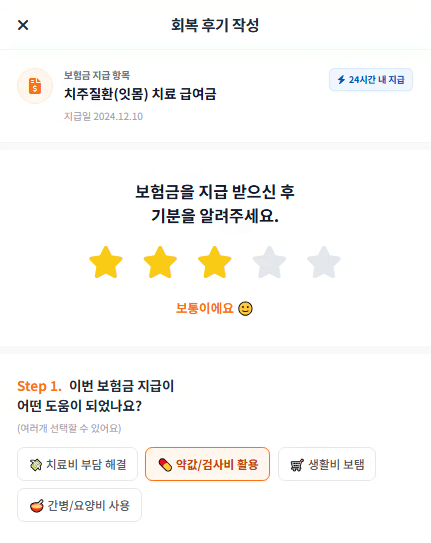 회복 후기 작성
보험금 지급 항목
치주질환(잇몸) 치료 급여금
24시간 내 지급
지급일 2024.12.10
보험금을 지급 받으신 후
기분을 알려주세요.
보통이에요 🙂
Step 1. 이번 보험금 지급이
어떤 도움이 되었나요?
(여러개 선택할 수 있어요)
치료비 부담 해결
약값/검사비 활용
생활비 보탬
간병/요양비 사용